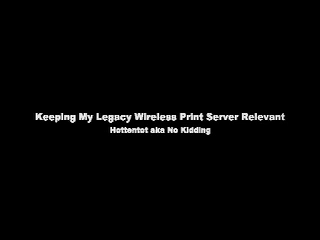 Keeping My Legacy Wireless Print Server Relevant
Hottentot aka No Kidding